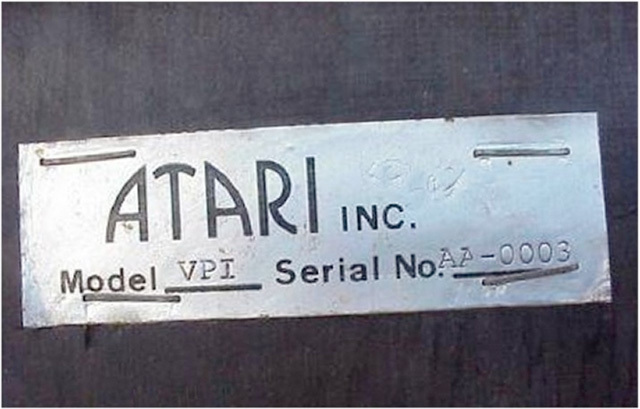 ATARI INC.
Model VPI Serial No. AA-0003